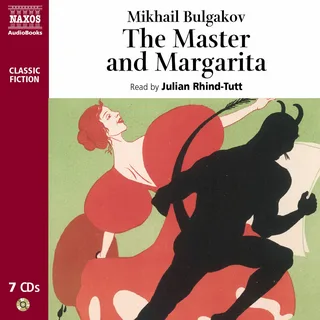 NAXOS
AudioBooks
CLASSIC
FICTION
Mikhail Bulgakov
The Master
and Margarita
Read by Julian Rhind-Tutt
7 CDs